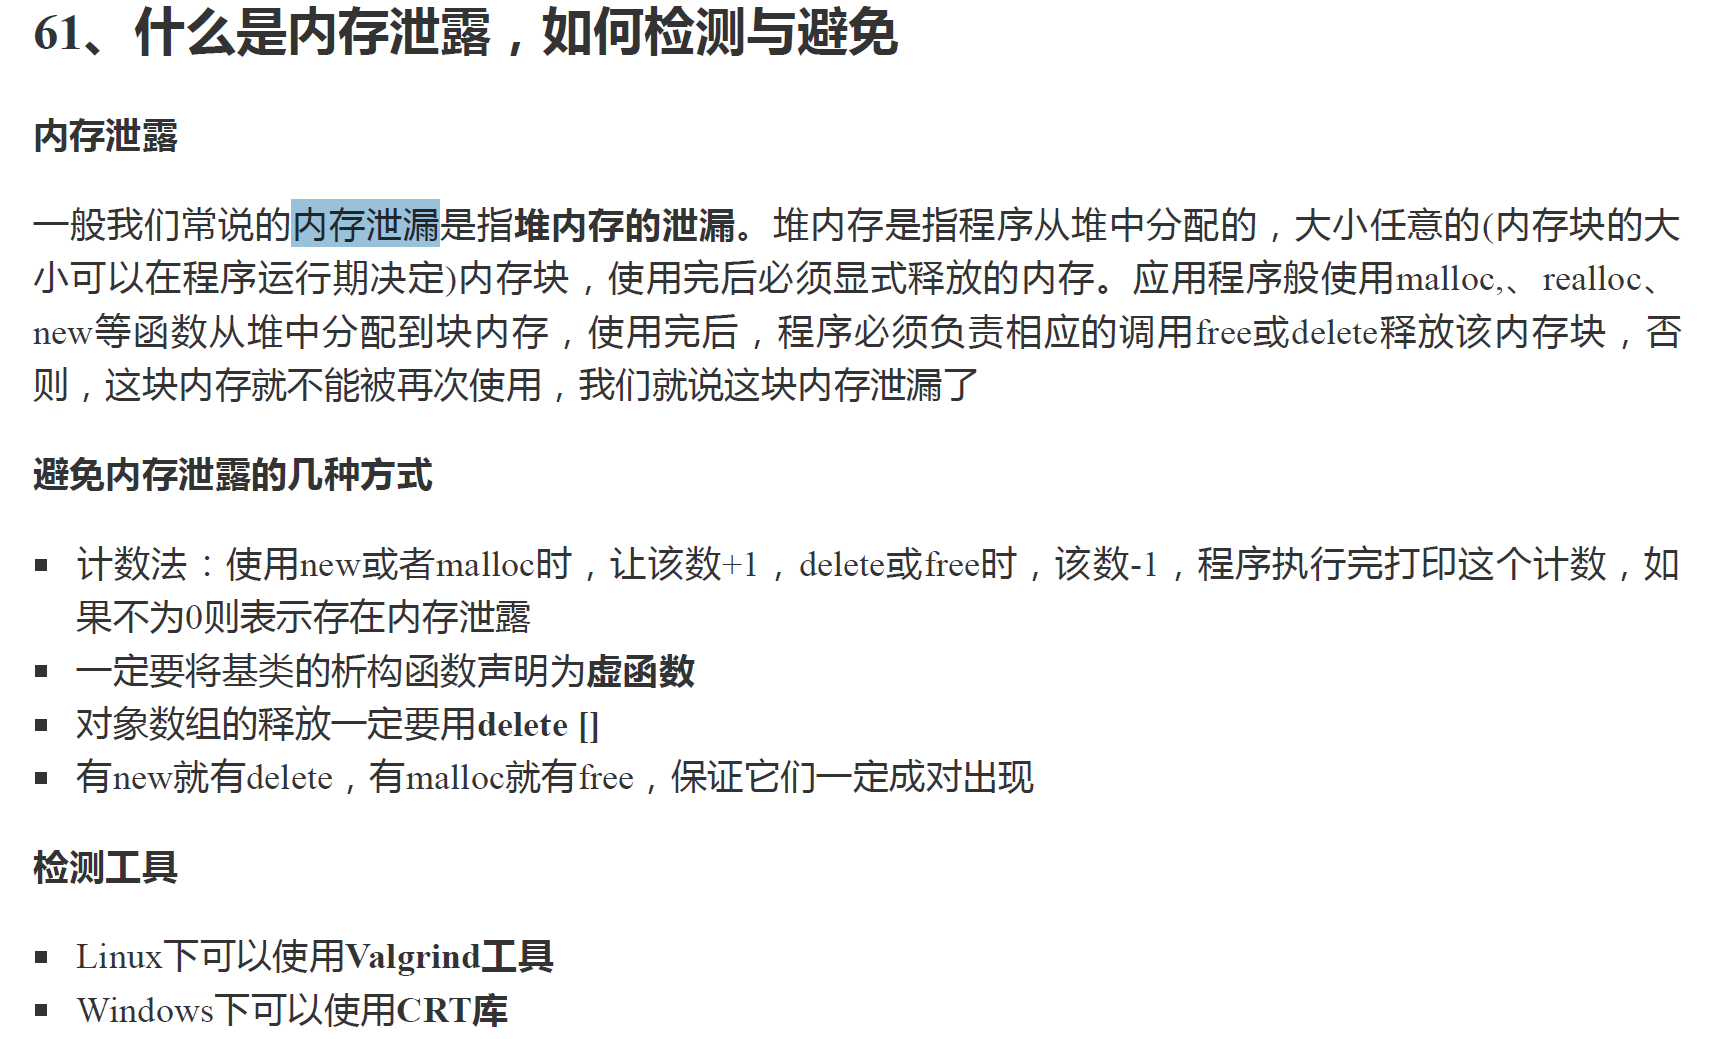 61、什么是内存泄露，如何检测与避免
内存泄露
一般我们常说的内存泄漏是指堆内存的泄漏。堆内存是指程序从堆中分配的，大小任意的(内存块的大
小可以在程序运行期决定)内存块，使用完后必须显式释放的内存。应用程序般使用malloc,、realloc、
new等函数从堆中分配到块内存，使用完后，程序必须负责相应的调用free或delete释放该内存块，否
则，这块内存就不能被再次使用，我们就说这块内存泄漏了
避免内存泄露的几种方式
▪ 计数法：使用new或者malloc时，让该数+1，delete或free时，该数-1，程序执行完打印这个计数，如
果不为0则表示存在内存泄露
▪ 一定要将基类的析构函数声明为虚函数
▪ 对象数组的释放一定要用delete []
▪ 有new就有delete，有malloc就有free，保证它们一定成对出现
检测工具
▪ Linux下可以使用Valgrind工具
▪ Windows下可以使用CRT库